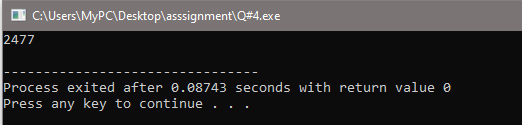 C:\Users\MyPC\Desktop\asssignment\Q#4.exe
2477
--------------------------------
Process exited after 0.08743 seconds with return value 0
Press any key to continue . . .